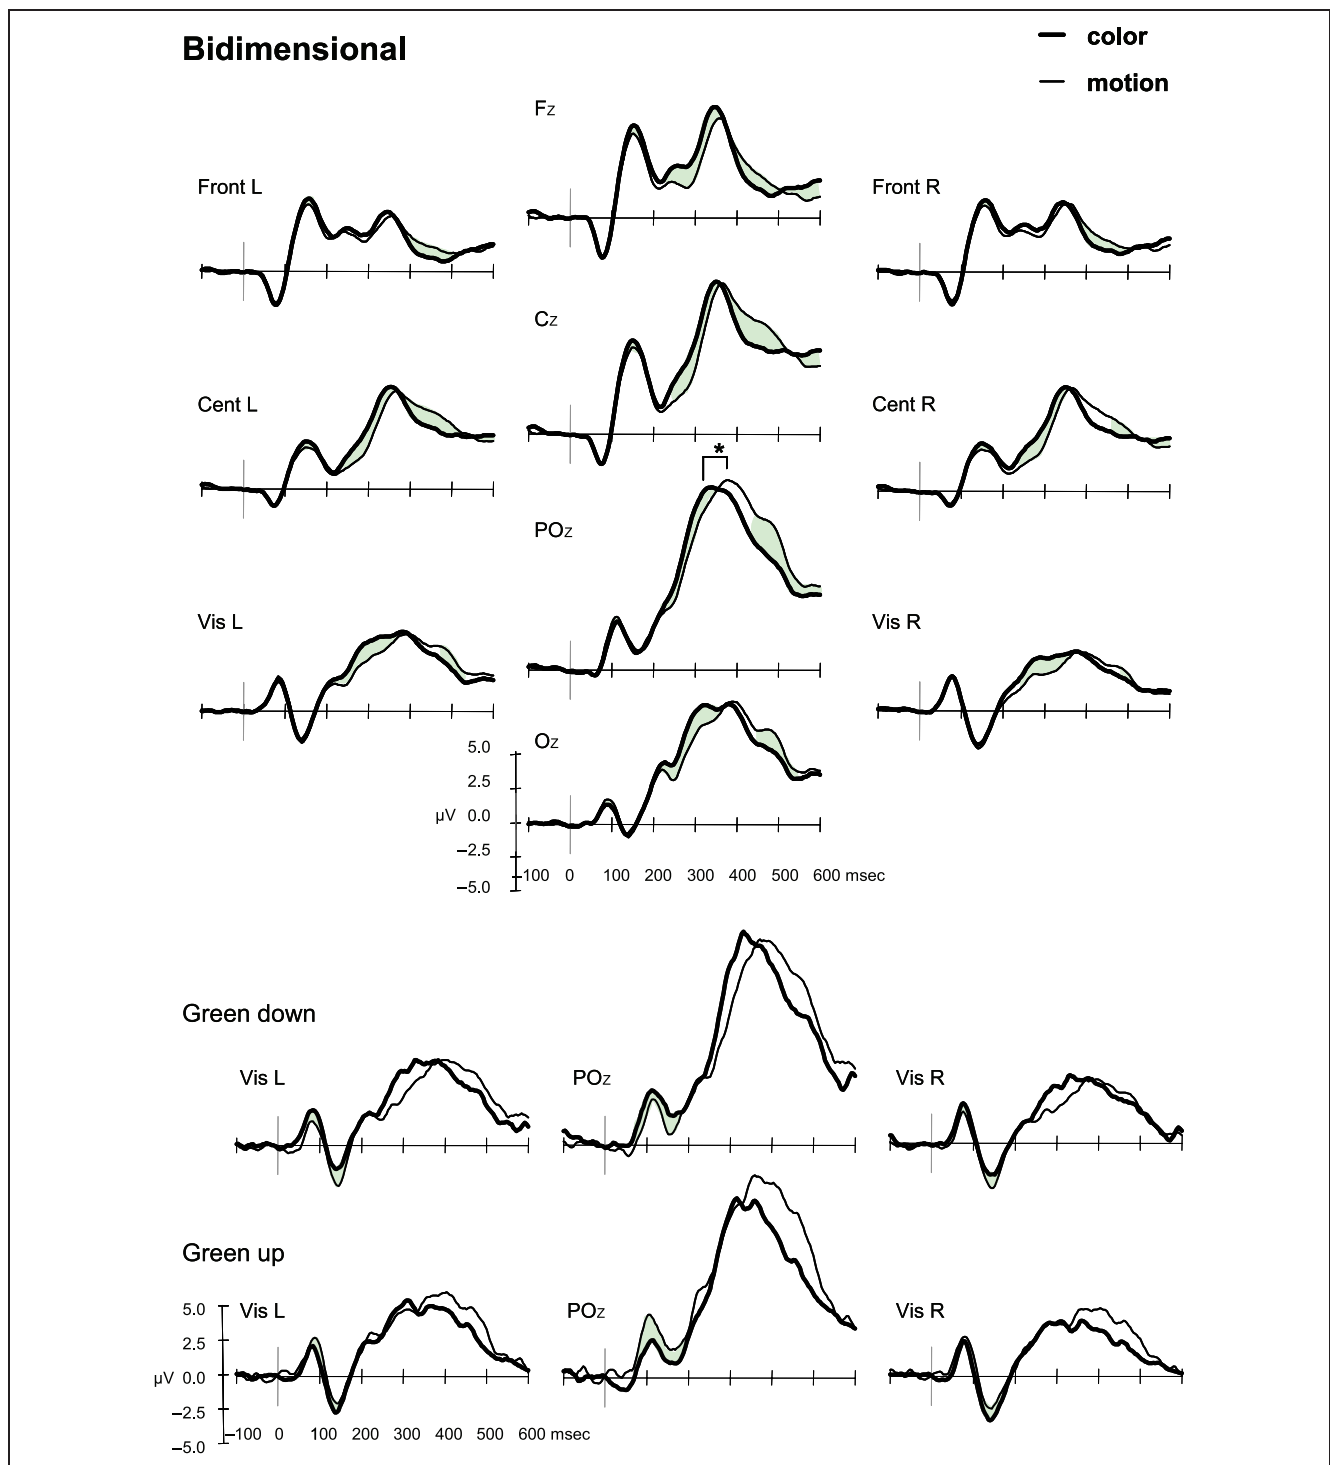 Bidimensional
color
motion
Fz
Front L
Front R
Cz
Cent L
Cent R
*
POz
Vis L
Vis R
Oz
5.0
2.5
µV 0.0
–2.5
–5.0
–100 0 100 200 300 400 500 600 msec
Green down
Vis L
POz
Vis R
Green up
Vis L
POz
Vis R
5.0
2.5
µV 0.0
–2.5
–5.0
–100 0 100 200 300 400 500 600 msec